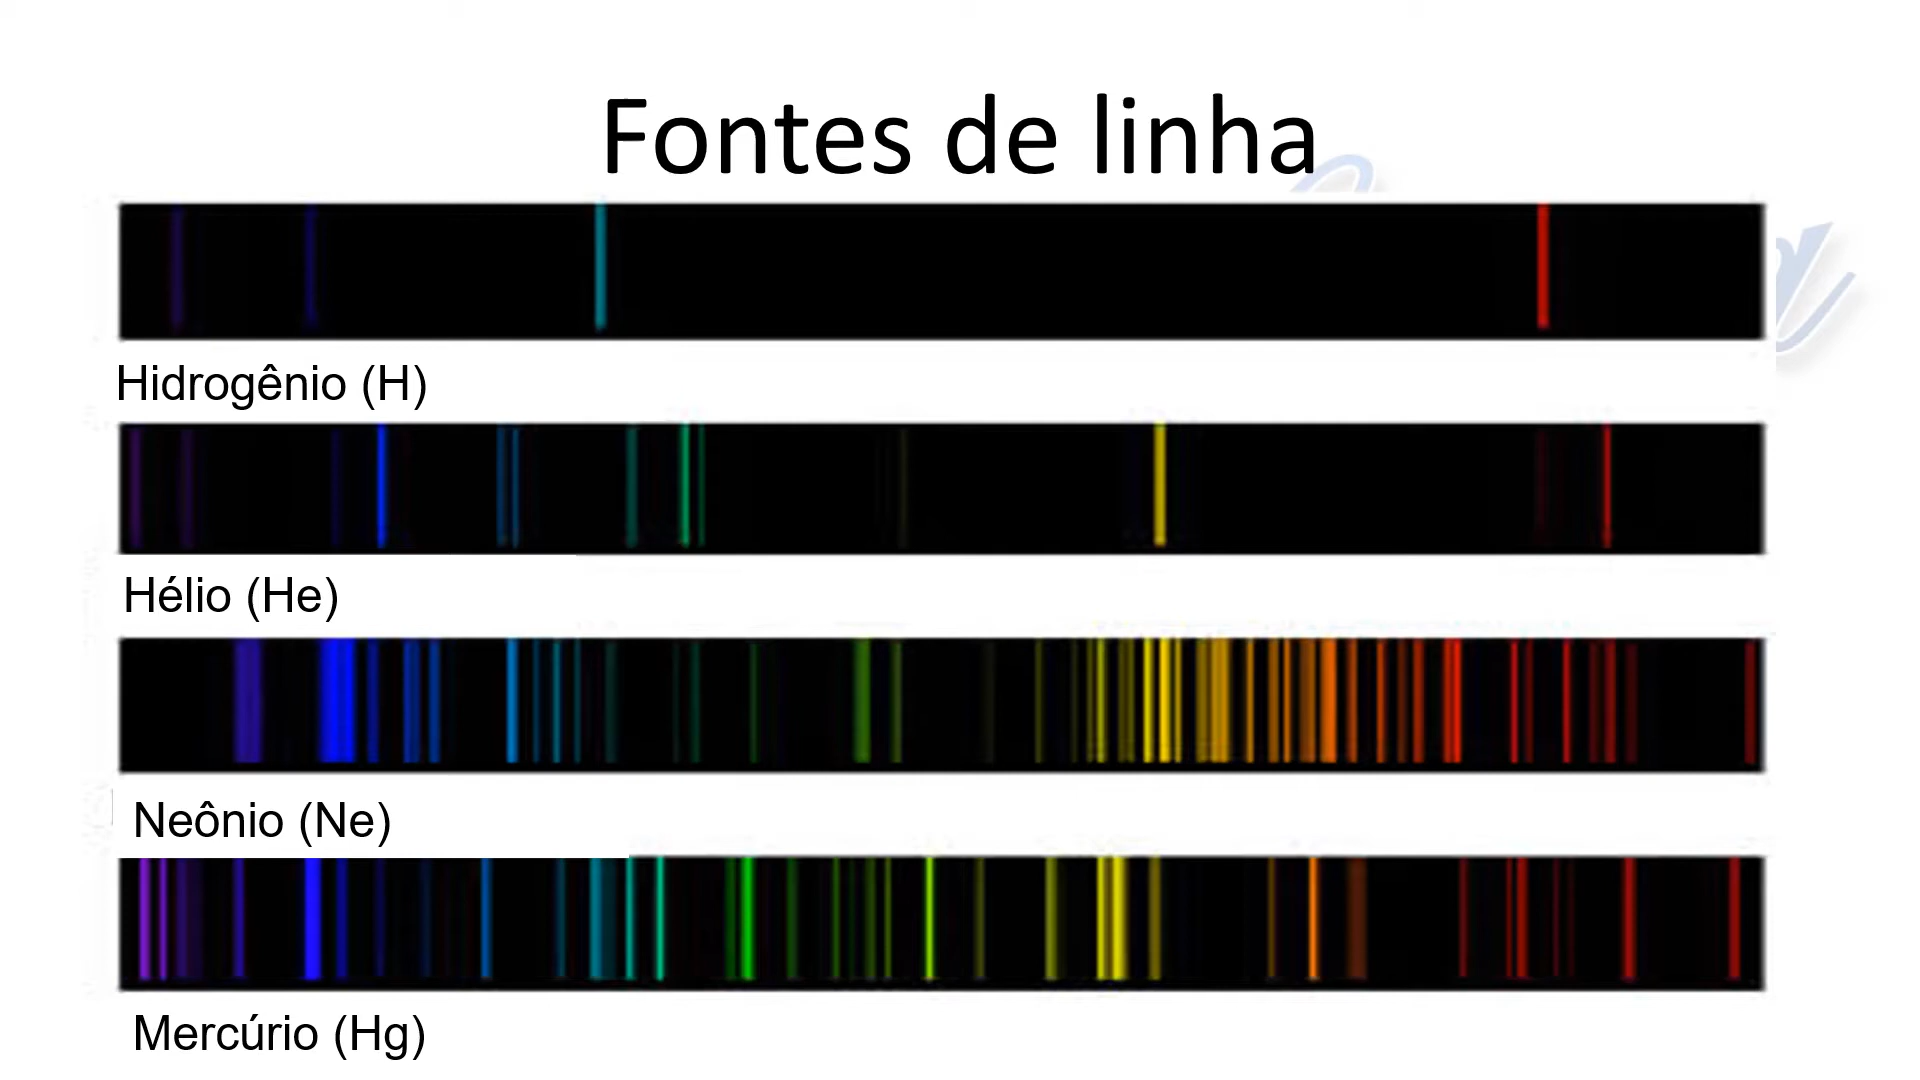 Fontes de linha
Hidrogênio (H)
Hélio (He)
Neônio (Ne)
Mercúrio (Hg)